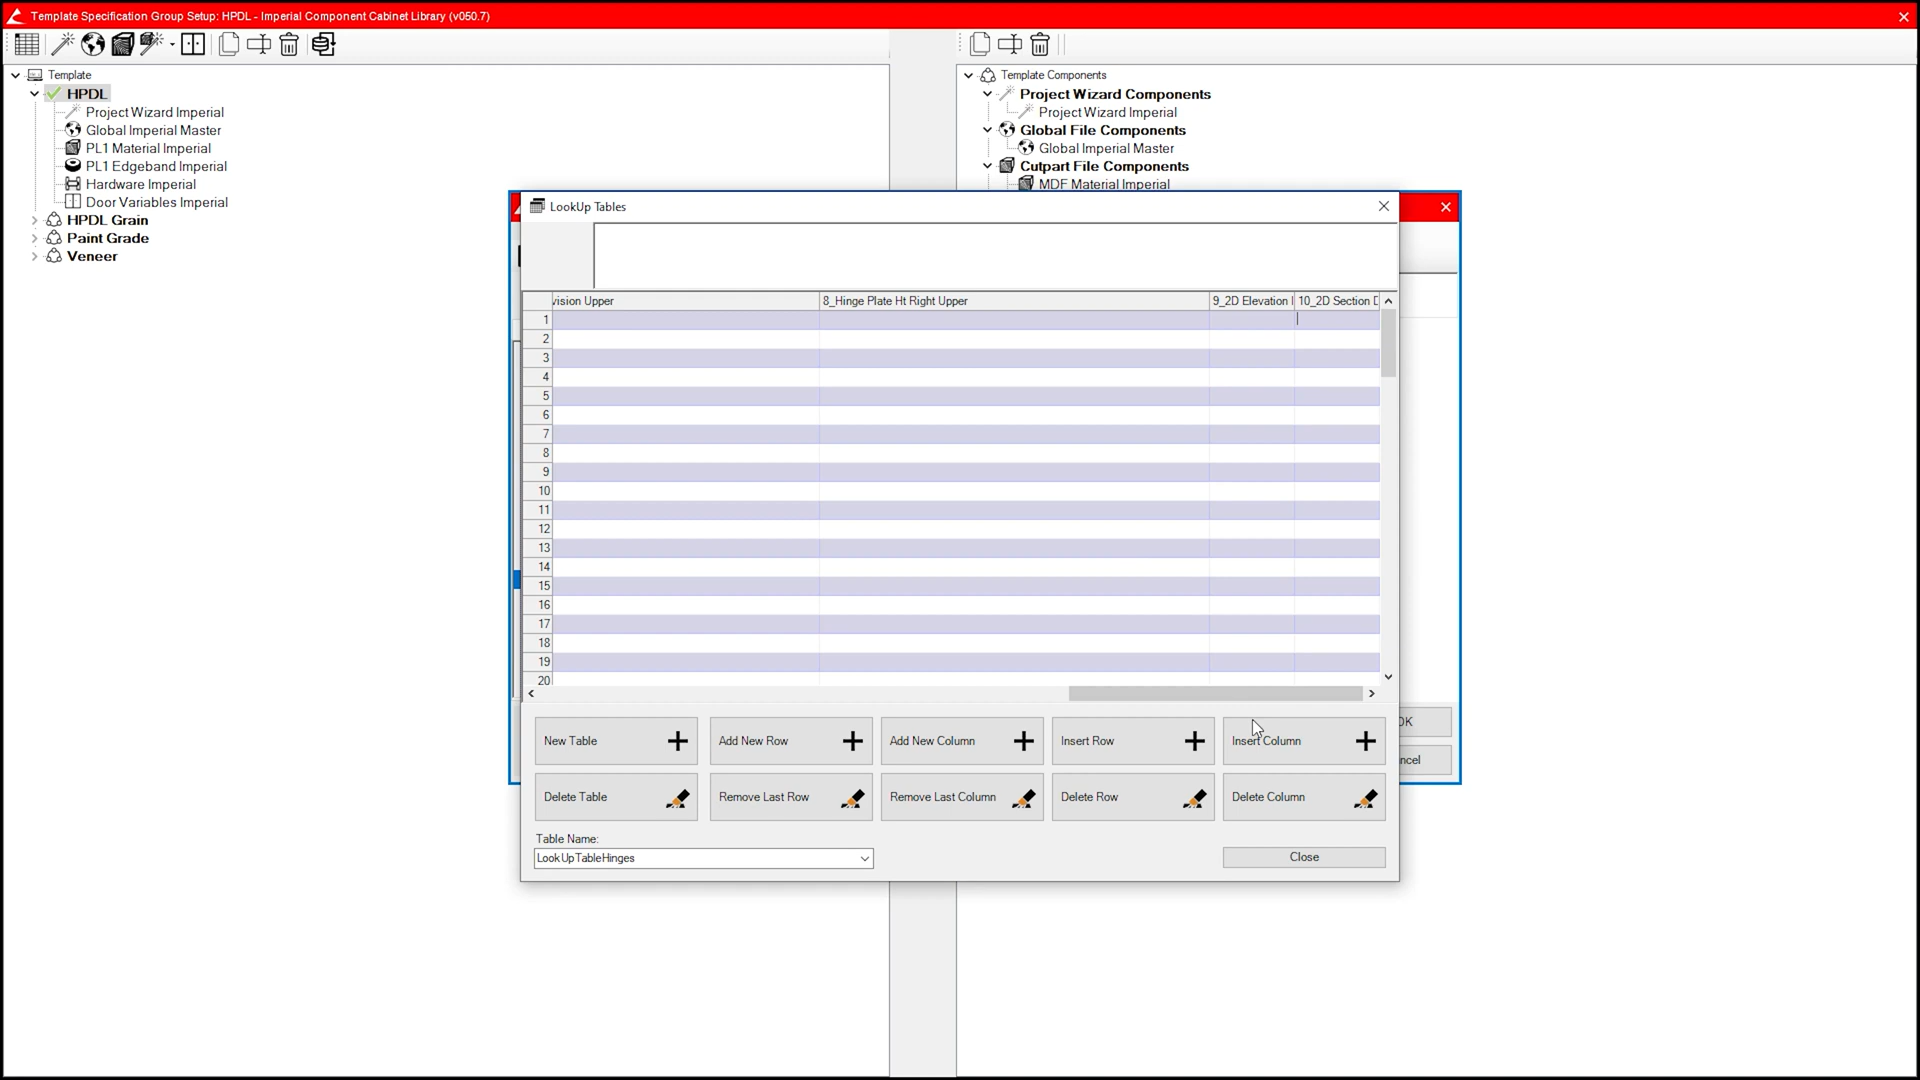 Template Specification Group Setup: HPDL - Imperial Component Cabinet Library (v050.7)
Template
HPDL
Project Wizard Imperial
Global Imperial Master
PL1 Material Imperial
PL1 Edgeband Imperial
Hardware Imperial
Door Variables Imperial
HPDL Grain
Paint Grade
Veneer
Template Components
Project Wizard Components
Project Wizard Imperial
Global File Components
Global Imperial Master
Cutpart File Components
MDF Material Imperial
LookUp Tables
vision Upper 8_Hinge Plate Ht Right Upper 9_2D Elevation 10_2D Section
1
2
3
4
5
6
7
8
9
10
11
12
13
14
15
16
17
18
19
20
New Table Add New Row Add New Column Insert Row Insert Column
Delete Table Remove Last Row Remove Last Column Delete Row Delete Column
Table Name:
LookUpTableHinges
Close
OK
ncel